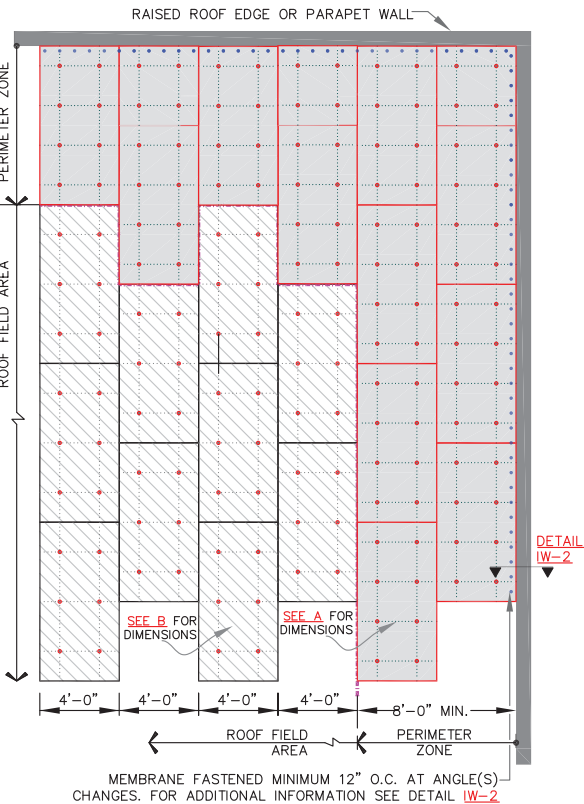 RAISED ROOF EDGE OR PARAPET WALL
PERIMETER ZONE
ROOF FIELD AREA
DETAIL
IW-2
SEE B FOR
DIMENSIONS
SEE A FOR
DIMENSIONS
4'-0" 4'-0" 4'-0" 4'-0" 8'-0" MIN.
ROOF FIELD
AREA
PERIMETER
ZONE
MEMBRANE FASTENED MINIMUM 12" O.C. AT ANGLE(S)
CHANGES. FOR ADDITIONAL INFORMATION SEE DETAIL IW-2